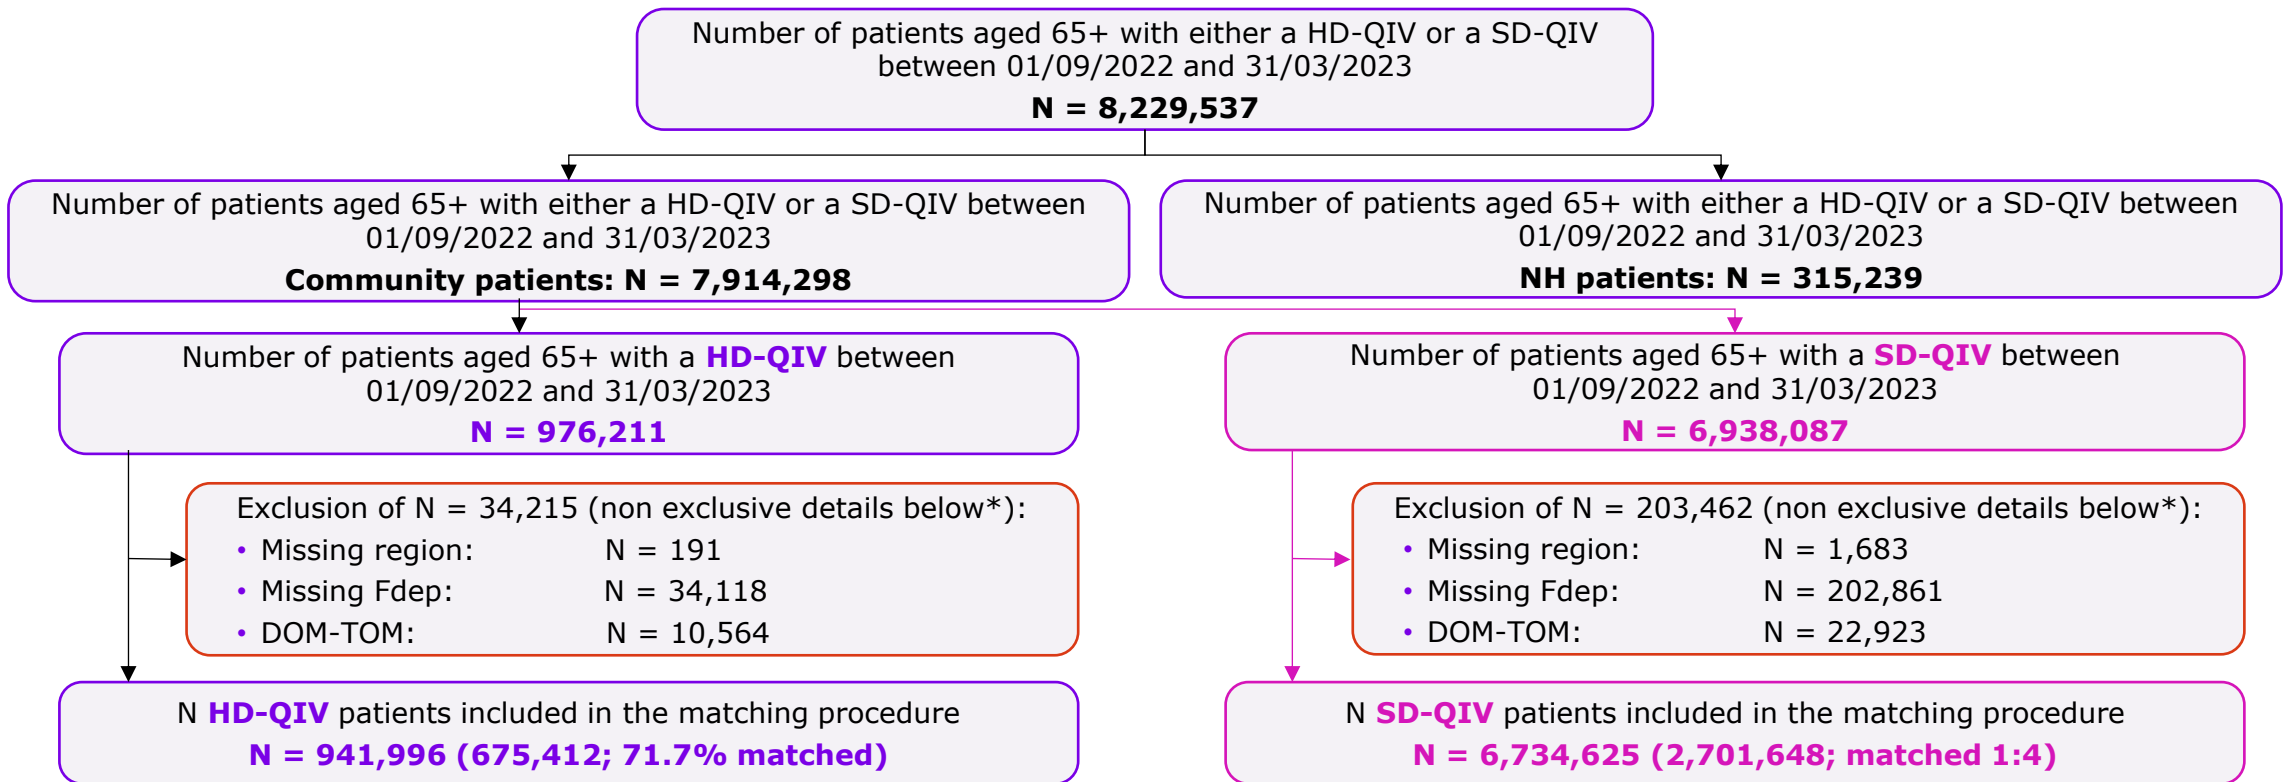 Number of patients aged 65+ with either a HD-QIV or a SD-QIV
between 01/09/2022 and 31/03/2023
N = 8,229,537
Number of patients aged 65+ with either a HD-QIV or a SD-QIV between
01/09/2022 and 31/03/2023
Community patients: N = 7,914,298
Number of patients aged 65+ with either a HD-QIV or a SD-QIV between
01/09/2022 and 31/03/2023
NH patients: N = 315,239
Number of patients aged 65+ with a HD-QIV between
01/09/2022 and 31/03/2023
N = 976,211
Number of patients aged 65+ with a SD-QIV between
01/09/2022 and 31/03/2023
N = 6,938,087
Exclusion of N = 34,215 (non exclusive details below*):
• Missing region: N = 191
• Missing Fdep: N = 34,118
• DOM-TOM: N = 10,564
Exclusion of N = 203,462 (non exclusive details below*):
• Missing region: N = 1,683
• Missing Fdep: N = 202,861
• DOM-TOM: N = 22,923
N HD-QIV patients included in the matching procedure
N = 941,996 (675,412; 71.7% matched)
N SD-QIV patients included in the matching procedure
N = 6,734,625 (2,701,648; matched 1:4)